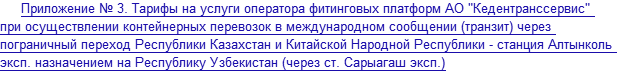 Приложение № 3. Тарифы на услуги оператора фитинговых платформ АО "Кедентранссервис"
при осуществлении контейнерных перевозок в международном сообщении (транзит) через
пограничный переход Республики Казахстан и Китайской Народной Республики - станция Алтынколь
эксп. назначением на Республику Узбекистан (через ст. Сарыагаш эксп.)